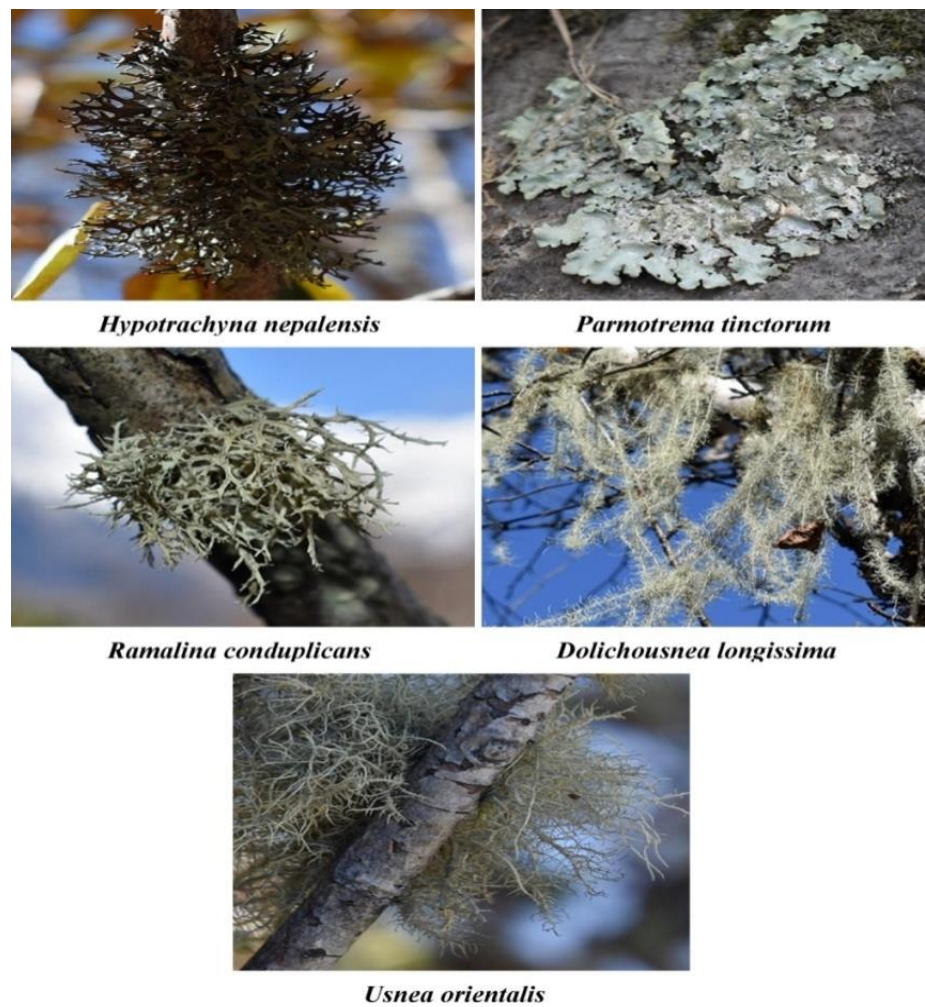 Hypotrachyna nepalensis
Parmotrema tinctorum
Ramalina conduplicans
Dolichousnea longissima
Usnea orientalis